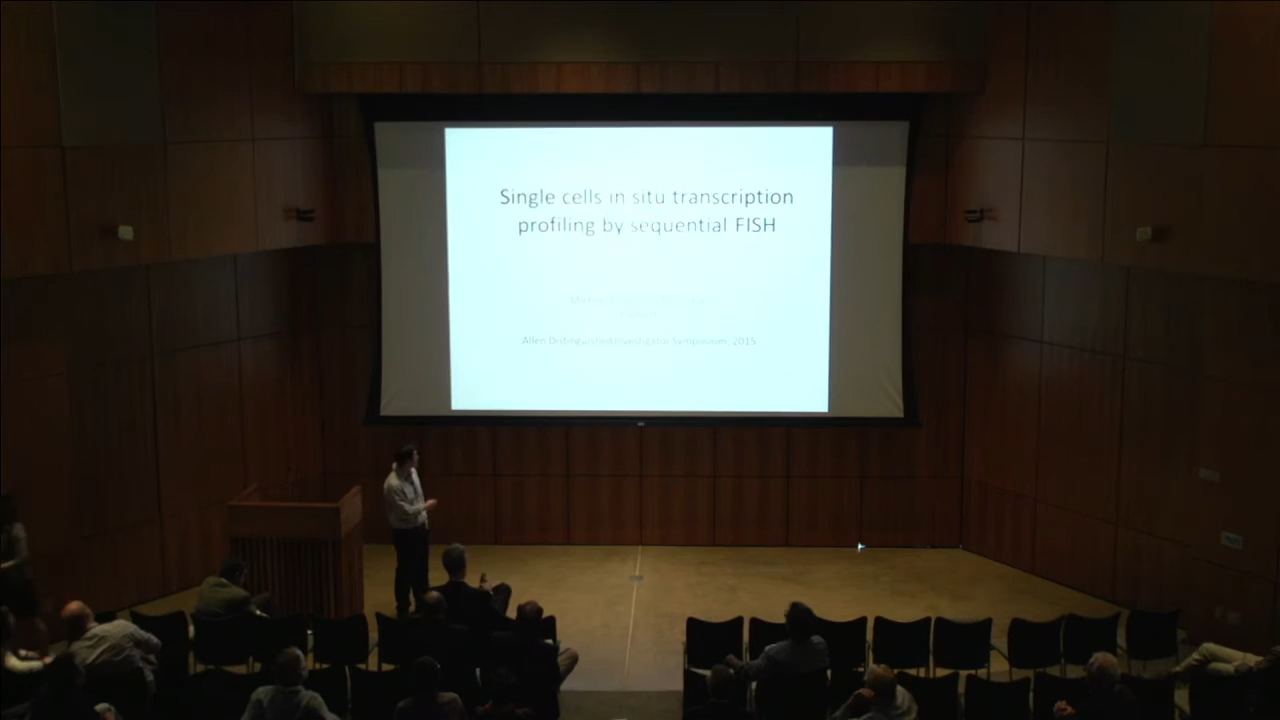 Single cells in situ transcription
profiling by sequential FISH
Allen Distinguished Investigator Symposium, 2015